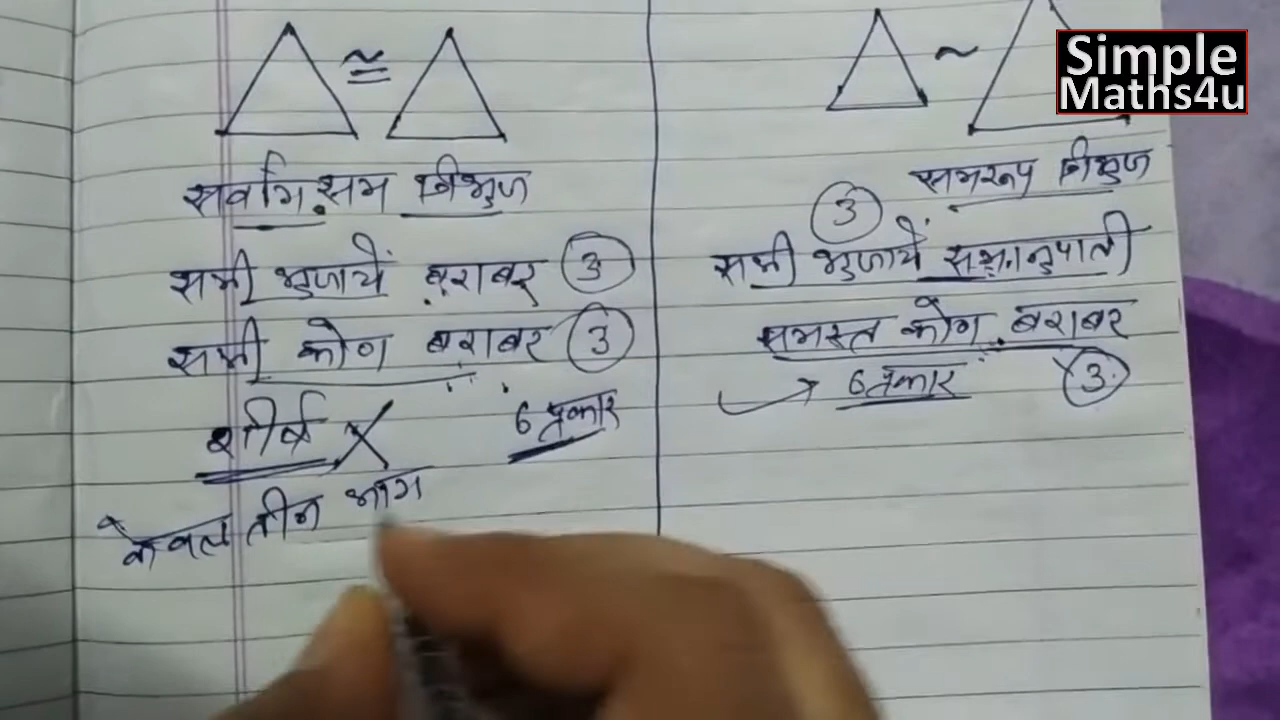 ≅
सर्वांगसम त्रिभुज
सभी भुजायें बराबर 3
सभी कोण बराबर 3
शीर्ष X 6 प्रकार
केवल तीन भाग
~
समरूप त्रिभुज
3
सभी भुजायें समानुपाती
समस्त कोण बराबर
6 प्रकार 3
Simple
Maths4u